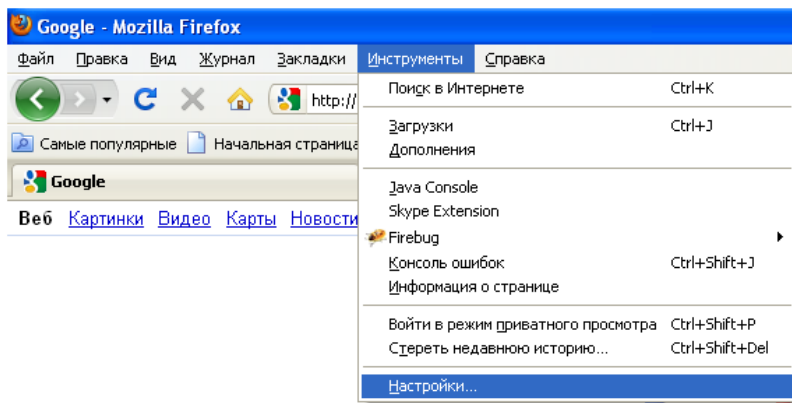 Google - Mozilla Firefox
Файл Правка Вид Журнал Закладки Инструменты Справка
http://
Самые популярные Начальная страница
Google
Веб Картинки Видео Карты Новости
Поиск в Интернете Ctrl+K
Загрузки Ctrl+J
Дополнения
Java Console
Skype Extension
Firebug
Консоль ошибок Ctrl+Shift+J
Информация о странице
Войти в режим приватного просмотра Ctrl+Shift+P
Стереть недавнюю историю... Ctrl+Shift+Del
Настройки...